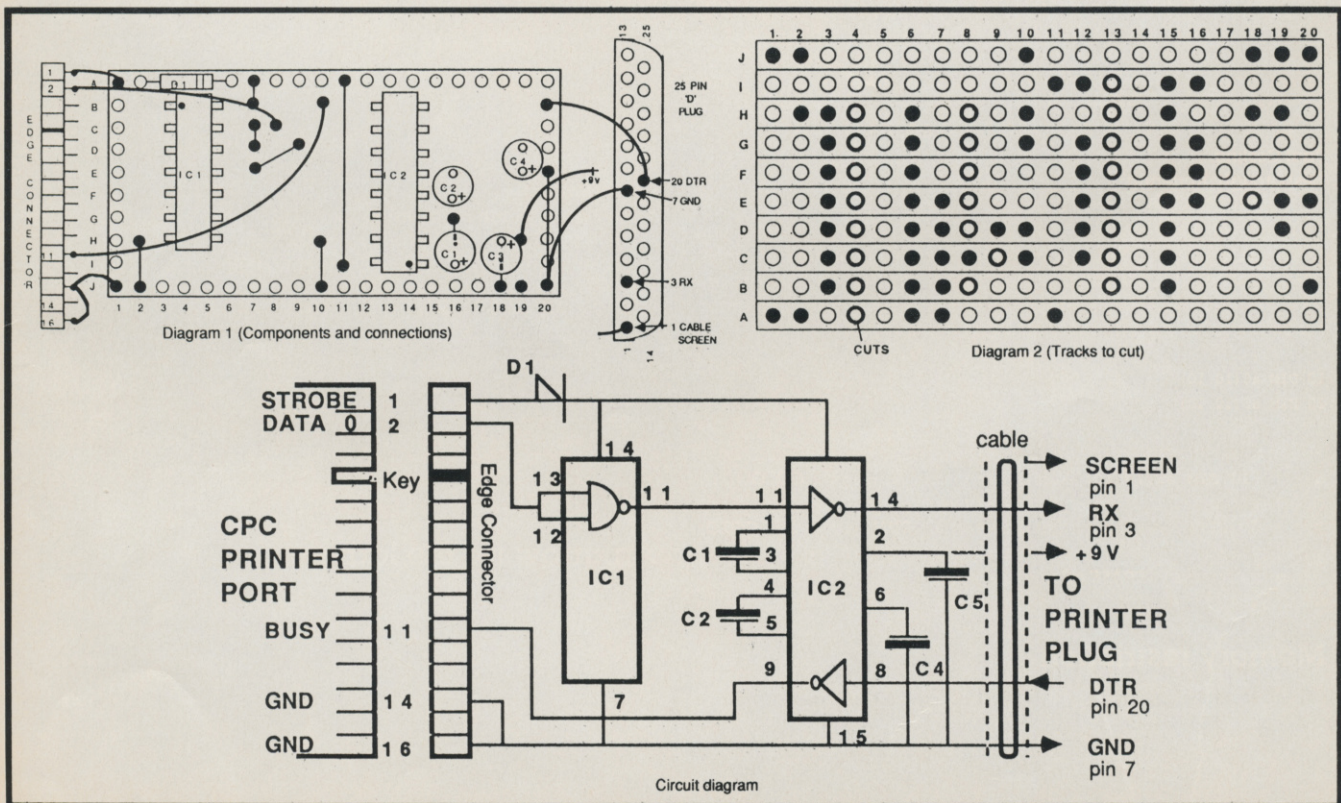 1
2
11
14
16
EDGE CONNECTOR
A
B
C
D
E
F
G
H
I
J
D1
IC1
IC2
C2
+
C1
+
C4
+
C3
+
+9V
1 2 3 4 5 6 7 8 9 10 11 12 13 14 15 16 17 18 19 20
Diagram 1 (Components and connections)
13
25
25 PIN
'D'
PLUG
20 DTR
7 GND
3 RX
1 CABLE
SCREEN
1
14
1 2 3 4 5 6 7 8 9 10 11 12 13 14 15 16 17 18 19 20
J
I
H
G
F
E
D
C
B
A
CUTS
Diagram 2 (Tracks to cut)
STROBE 1
DATA 0 2
Key
CPC
PRINTER
PORT
BUSY 11
GND 14
GND 16
Edge Connector
D1
14
13
12
11
IC1
7
11
1
C1
3
4
C2
5
9
IC2
14
2
6
8
15
C5
C4
cable
SCREEN
pin 1
RX
pin 3
+9V
TO
PRINTER
PLUG
DTR
pin 20
GND
pin 7
Circuit diagram